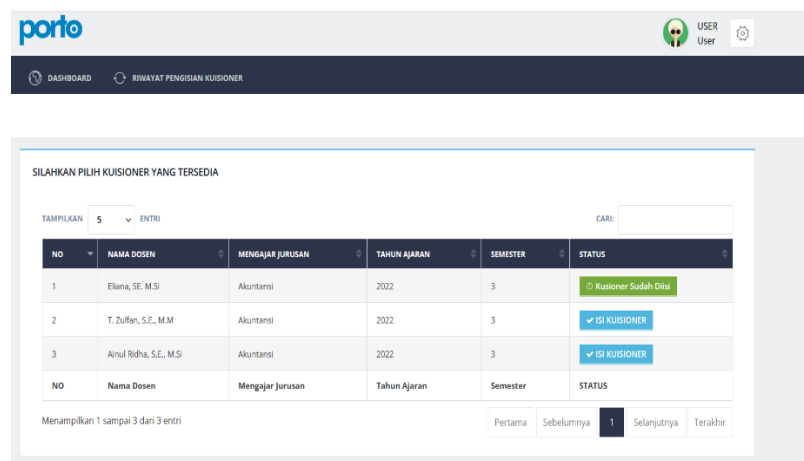 porto
USER
User
DASHBOARD RIWAYAT PENGISIAN KUISIONER
SILAHKAN PILIH KUISIONER YANG TERSEDIA
TAMPILKAN 5 ENTRI CARI:
NO NAMA DOSEN MENGAJAR JURUSAN TAHUN AJARAN SEMESTER STATUS
1 Eliana, SE. M.Si Akuntansi 2022 3 Kusioner Sudah Diisi
2 T. Zulfan, S.E., M.M Akuntansi 2022 3 ISI KUISIONER
3 Ainul Ridha, S.E., M.Si Akuntansi 2022 3 ISI KUISIONER
NO Nama Dosen Mengajar Jurusan Tahun Ajaran Semester STATUS
Menampilkan 1 sampai 3 dari 3 entri Pertama Sebelumnya 1 Selanjutnya Terakhir